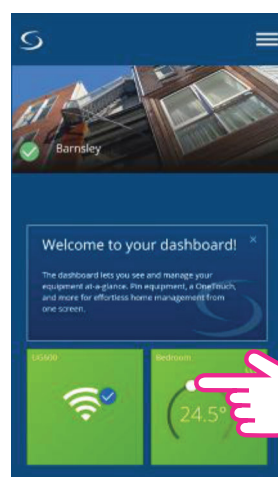 Barnsley
Welcome to your dashboard!
The dashboard lets you see and manage your
equipment at-a-glance. Pin equipment, a OneTouch,
and more for effortless home management from
one screen.
UG600
Bedroom
24.5°